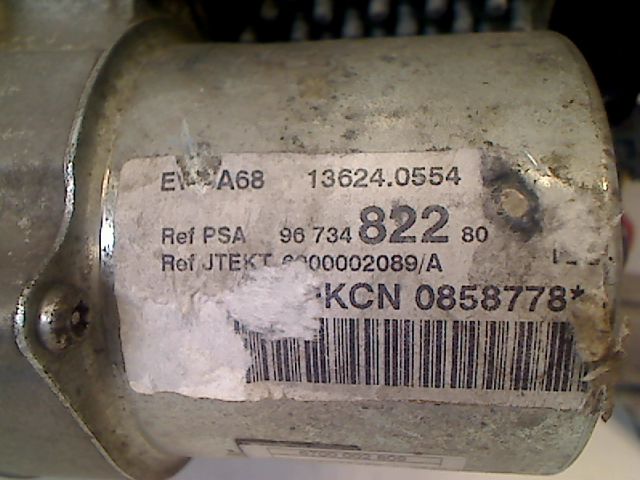 13624.0554
Ref PSA 96 734 822 80
Ref JTEKT 6900002089/A
KCN 0858778*